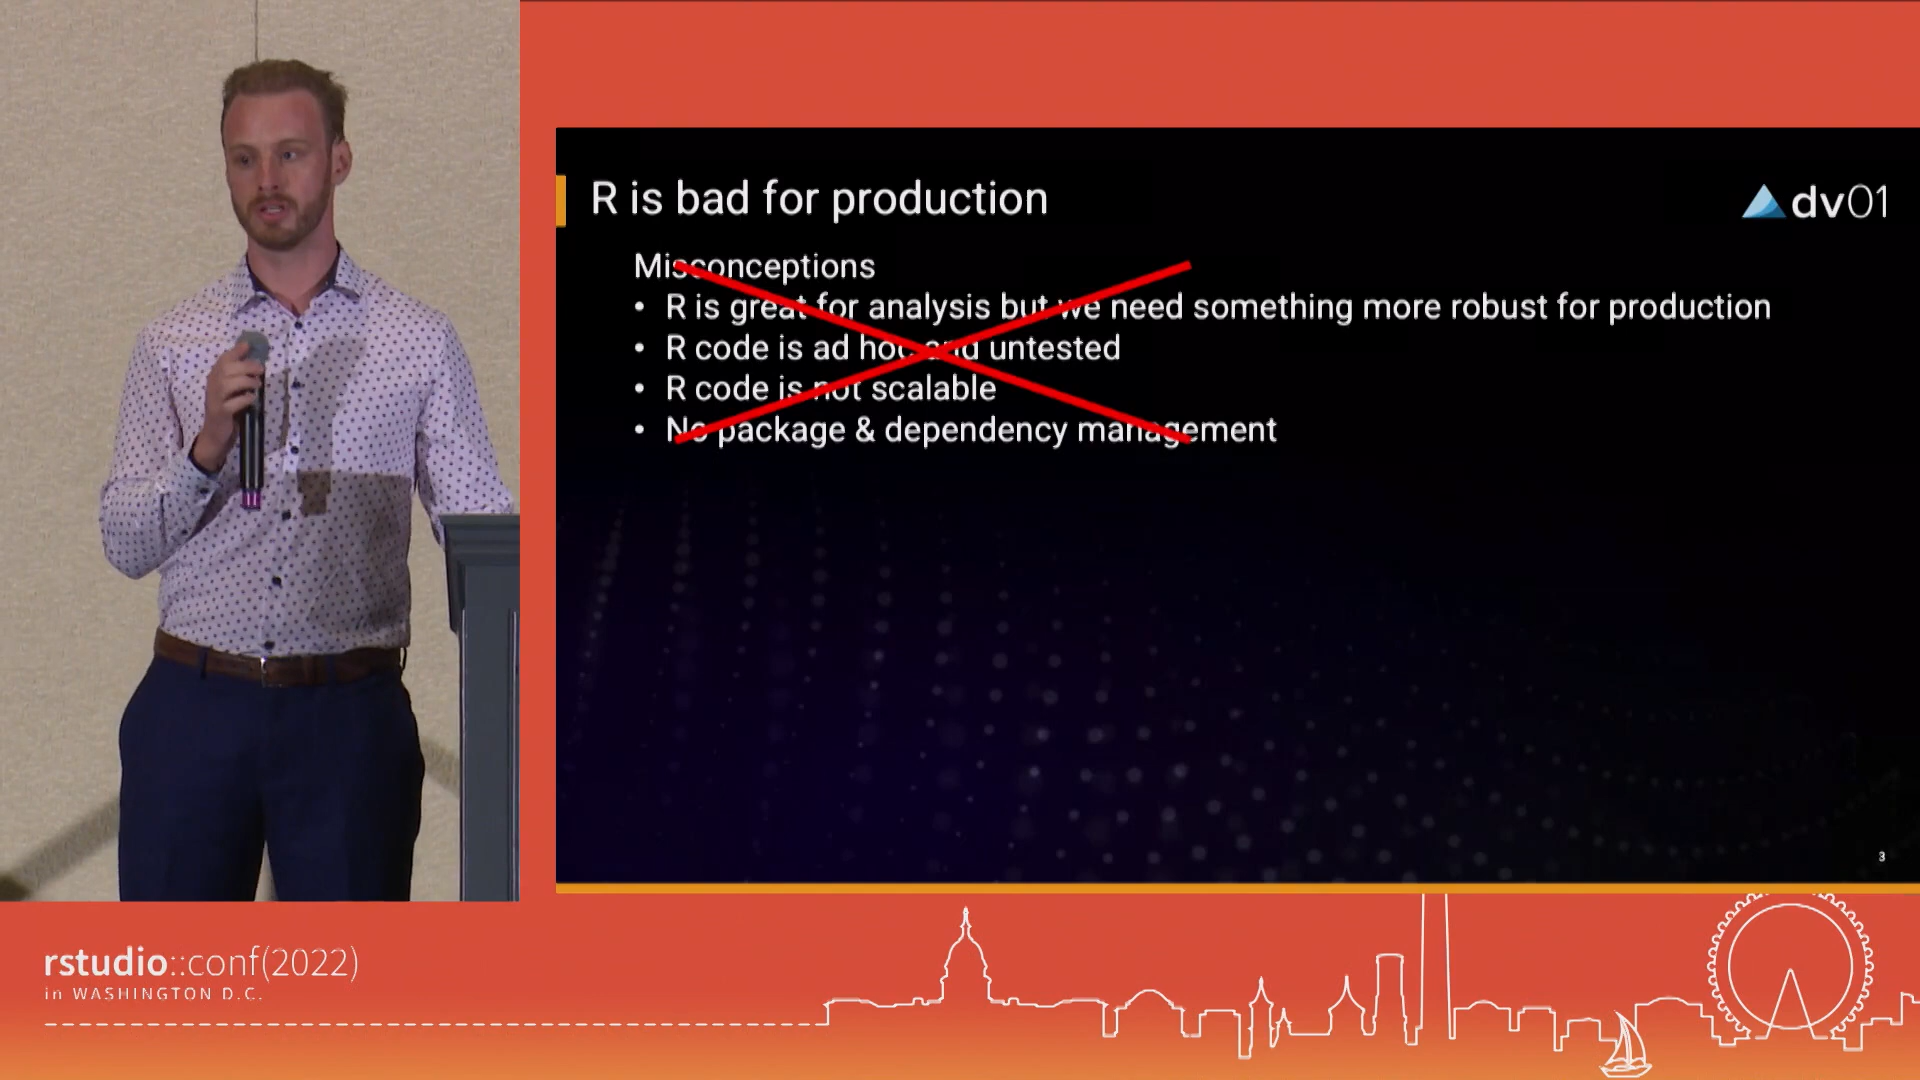 R is bad for production
dv01
Misconceptions
• R is great for analysis but we need something more robust for production
• R code is ad hoc and untested
• R code is not scalable
• No package & dependency management
3
rstudio::conf(2022)
in WASHINGTON D.C.